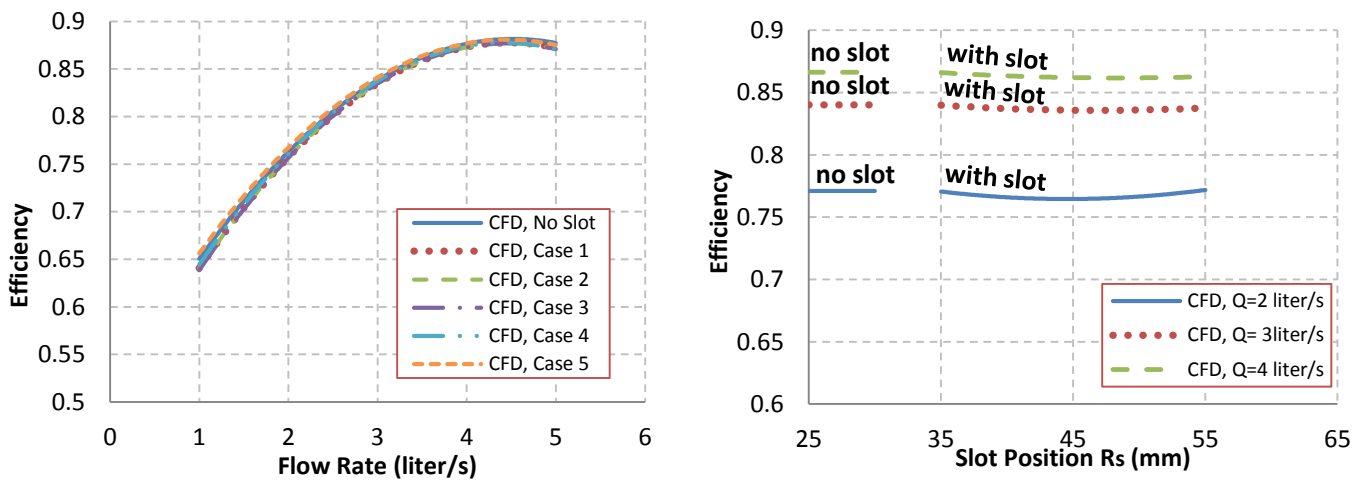 0.9
0.85
0.8
0.75
0.7
0.65
0.6
0.55
0.5
Efficiency
CFD, No Slot
CFD, Case 1
CFD, Case 2
CFD, Case 3
CFD, Case 4
CFD, Case 5
0 1 2 3 4 5 6
Flow Rate (liter/s)
0.9
0.85
0.8
0.75
0.7
0.65
0.6
Efficiency
no slot with slot
no slot with slot
no slot with slot
CFD, Q=2 liter/s
CFD, Q= 3liter/s
CFD, Q=4 liter/s
25 35 45 55 65
Slot Position Rs (mm)